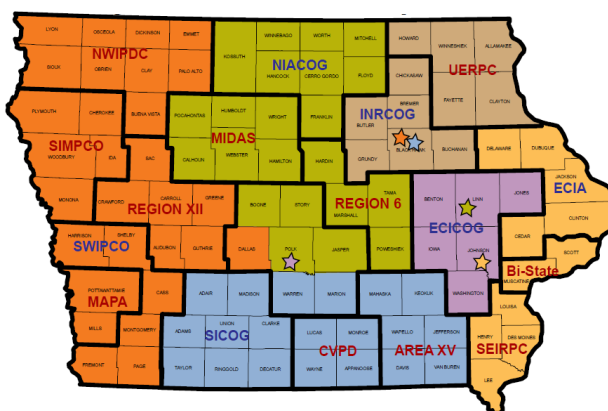 LYON OSCEOLA DICKINSON EMMET
NWIPDC
SIOUX OBRIEN CLAY PALO ALTO
KOSSUTH WINNEBAGO WORTH MITCHELL
NIACOG
HANCOCK CERRO GORDO FLOYD
HOWARD WINNESHIEK ALLAMAKEE
UERPC
CHICKASAW
FAYETTE CLAYTON
PLYMOUTH CHEROKEE BUENA VISTA
SIMPCO
WOODBURY IDA SAC
MONONA CRAWFORD CARROLL GREENE
POCAHONTAS HUMBOLDT WRIGHT FRANKLIN
MIDAS
CALHOUN WEBSTER HAMILTON HARDIN
INRCOG
BREMER
BUTLER
GRUNDY BLACK HAWK BUCHANAN
DELAWARE DUBUQUE
JACKSON
ECIA
CLINTON
CEDAR
REGION XII
AUDUBON GUTHRIE DALLAS
BOONE STORY MARSHALL TAMA
REGION 6
POLK JASPER POWESHIEK
BENTON LINN JONES
ECICOG
IOWA JOHNSON
WASHINGTON
SCOTT
Bi-State
MUSCATINE
HARRISON SHELBY
SWIPCO
POTTAWATTAMIE CASS
MAPA
MILLS MONTGOMERY
FREMONT PAGE
ADAIR MADISON WARREN MARION MAHASKA KEOKUK
ADAMS UNION CLARKE
SICOG
TAYLOR RINGGOLD DECATUR
LUCAS MONROE
CVPD
WAYNE APPANOOSE
WAPELLO JEFFERSON
AREA XV
DAVIS VAN BUREN
LOUISA
HENRY DES MOINES
SEIRPC
LEE